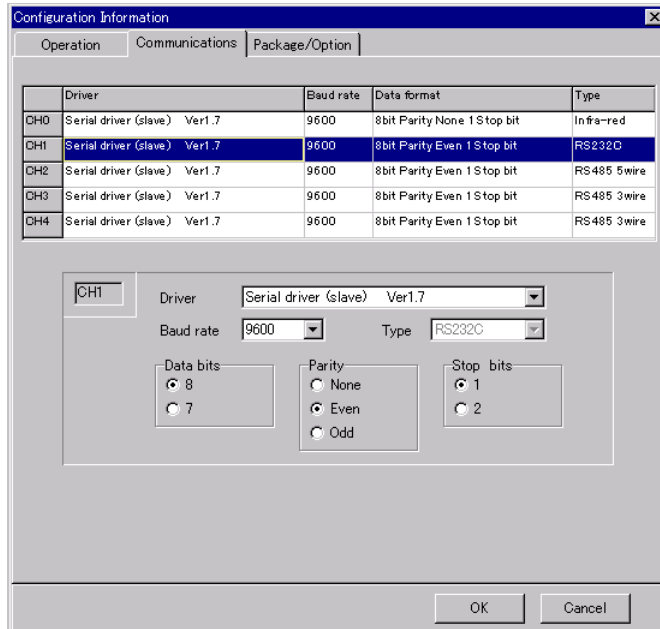 Configuration Information
Operation Communications Package/Option
Driver Baud rate Data format Type
CH0 Serial driver (slave) Ver1.7 9600 8bit Parity None 1 Stop bit Infra-red
CH1 Serial driver (slave) Ver1.7 9600 8bit Parity Even 1 Stop bit RS232C
CH2 Serial driver (slave) Ver1.7 9600 8bit Parity Even 1 Stop bit RS485 5wire
CH3 Serial driver (slave) Ver1.7 9600 8bit Parity Even 1 Stop bit RS485 3wire
CH4 Serial driver (slave) Ver1.7 9600 8bit Parity Even 1 Stop bit RS485 3wire
CH1 Driver Serial driver (slave) Ver1.7
Baud rate 9600 Type RS232C
Data bits Parity Stop bits
8 None 1
7 Even 2
Odd
OK Cancel